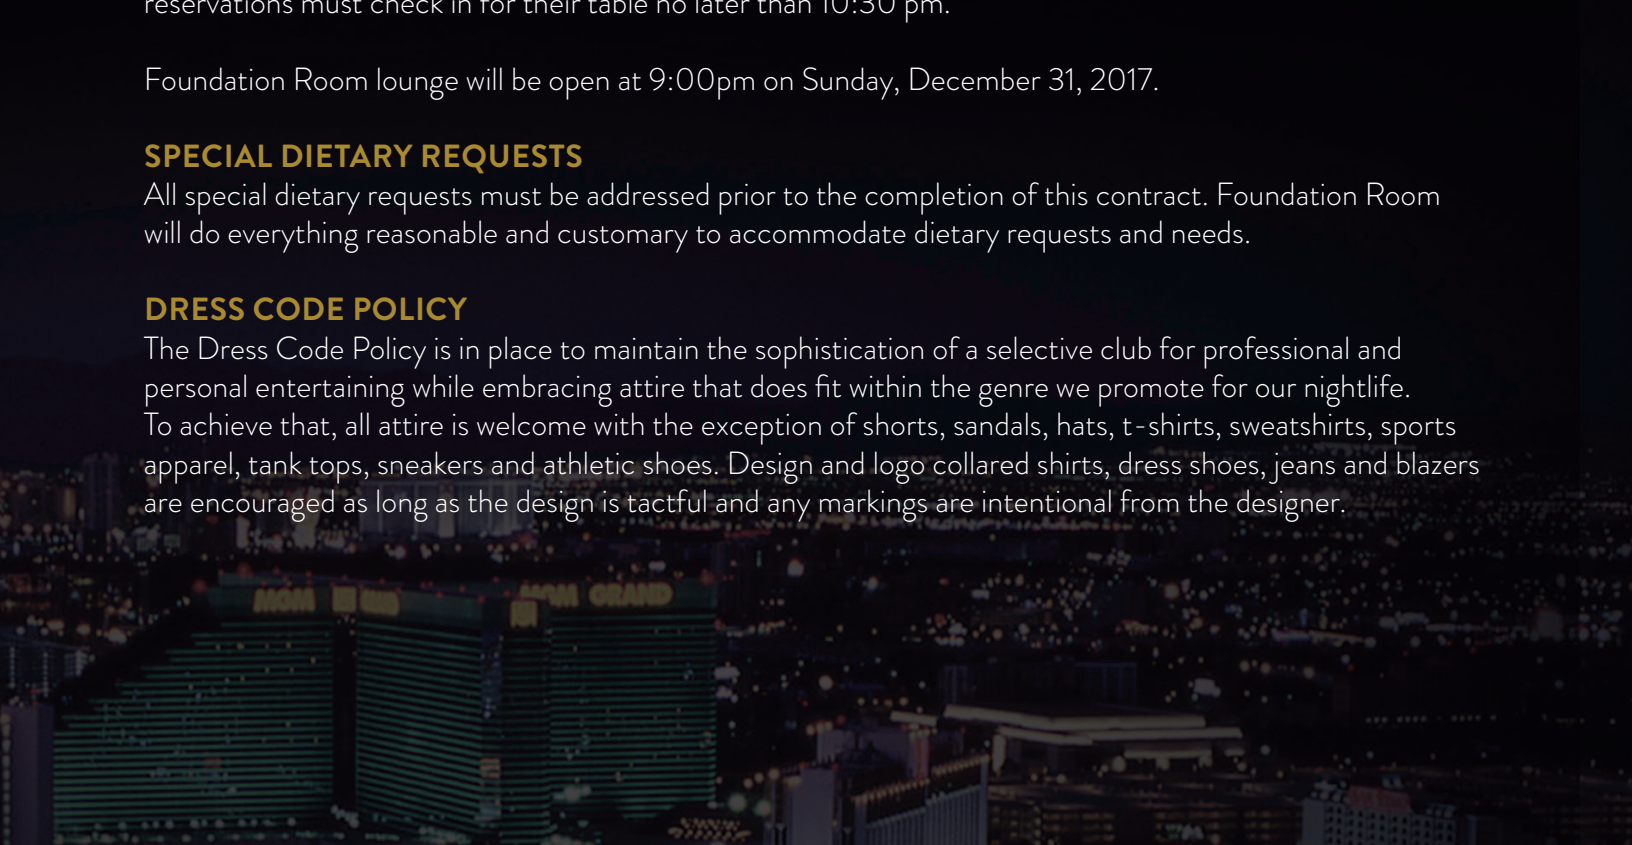 reservations must check in for their table no later than 10:30 pm.
Foundation Room lounge will be open at 9:00pm on Sunday, December 31, 2017.
SPECIAL DIETARY REQUESTS
All special dietary requests must be addressed prior to the completion of this contract. Foundation Room
will do everything reasonable and customary to accommodate dietary requests and needs.
DRESS CODE POLICY
The Dress Code Policy is in place to maintain the sophistication of a selective club for professional and
personal entertaining while embracing attire that does fit within the genre we promote for our nightlife.
To achieve that, all attire is welcome with the exception of shorts, sandals, hats, t-shirts, sweatshirts, sports
apparel, tank tops, sneakers and athletic shoes. Design and logo collared shirts, dress shoes, jeans and blazers
are encouraged as long as the design is tactful and any markings are intentional from the designer.
MGM
MGM GRAND